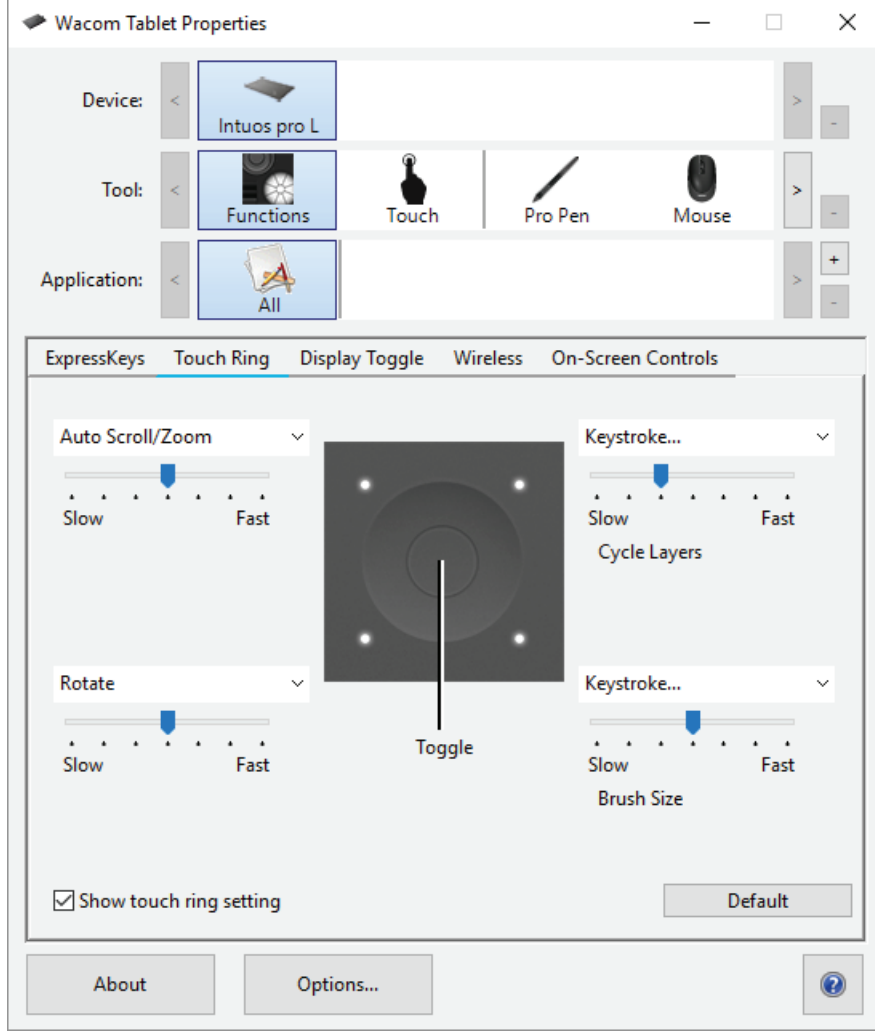 Wacom Tablet Properties
Device:
<
Intuos pro L
>
-
Tool:
<
Functions
Touch
Pro Pen
Mouse
>
-
Application:
<
All
>
+
-
ExpressKeys Touch Ring Display Toggle Wireless On-Screen Controls
Auto Scroll/Zoom
Slow Fast
Keystroke...
Slow Fast
Cycle Layers
Rotate
Slow Fast
Toggle
Keystroke...
Slow Fast
Brush Size
Show touch ring setting
Default
About
Options...
?